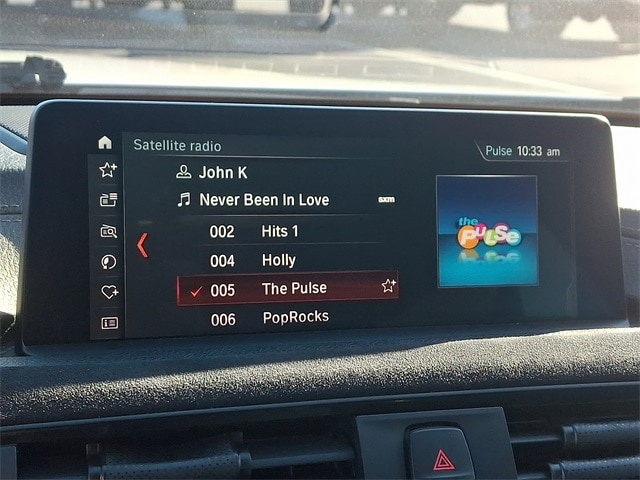 Satellite radio
Pulse 10:33 am
John K
Never Been In Love
sxm
002 Hits 1
004 Holly
005 The Pulse
006 PopRocks
the PULSe